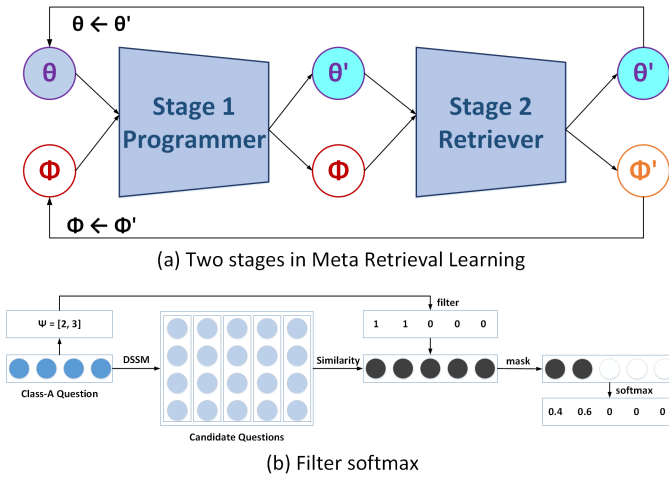 θ ← θ'
θ
Stage 1
Programmer
θ'
Stage 2
Retriever
θ'
Φ
Φ
Φ'
Φ ← Φ'
(a) Two stages in Meta Retrieval Learning
filter
Ψ = [2, 3]
1 1 0 0 0
DSSM
Similarity
mask
Class-A Question
softmax
0.4 0.6 0 0 0
Candidate Questions
(b) Filter softmax